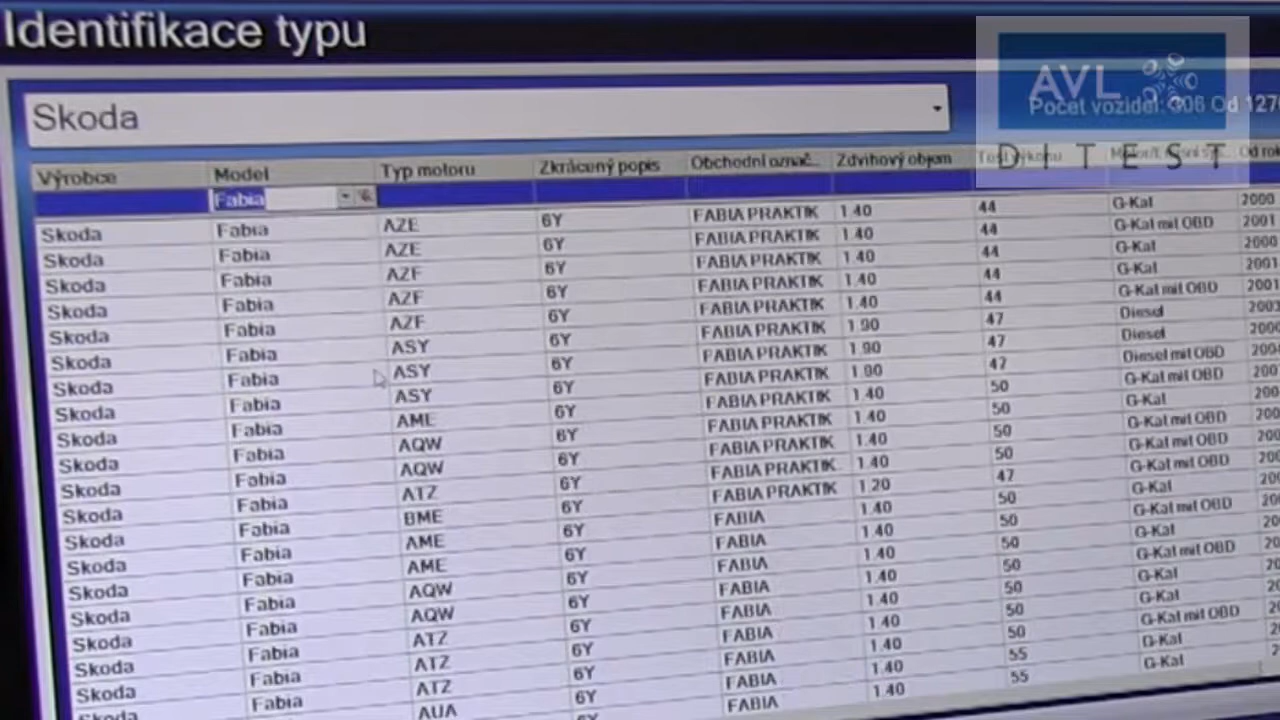 Identifikace typu
AVL
DITEST
Počet vozidel: 306 Od 127
Skoda
Výrobce Model Typ motoru Zkrácený popis Obchodní označ... Zdvihový objem
Fabia
Skoda Fabia AZE 6Y FABIA PRAKTIK 1.40 44 G-Kat 2000
Skoda Fabia AZE 6Y FABIA PRAKTIK 1.40 44 G-Kat mit OBD 2001
Skoda Fabia AZF 6Y FABIA PRAKTIK 1.40 44 G-Kat 2000
Skoda Fabia AZF 6Y FABIA PRAKTIK 1.40 44 G-Kat 2001
Skoda Fabia AZF 6Y FABIA PRAKTIK 1.40 44 G-Kat mit OBD 2001
Skoda Fabia ASY 6Y FABIA PRAKTIK 1.90 47 Diesel
Skoda Fabia ASY 6Y FABIA PRAKTIK 1.90 47 Diesel
Skoda Fabia ASY 6Y FABIA PRAKTIK 1.90 47 Diesel mit OBD
Skoda Fabia AME 6Y FABIA PRAKTIK 1.40 50 G-Kat mit OBD
Skoda Fabia AQW 6Y FABIA PRAKTIK 1.40 50 G-Kat
Skoda Fabia AQW 6Y FABIA PRAKTIK 1.40 50 G-Kat mit OBD
Skoda Fabia ATZ 6Y FABIA PRAKTIK 1.40 50 G-Kat mit OBD
Skoda Fabia BME 6Y FABIA PRAKTIK 1.20 47 G-Kat
Skoda Fabia AME 6Y FABIA 1.40 50 G-Kat mit OBD
Skoda Fabia AME 6Y FABIA 1.40 50 G-Kat
Skoda Fabia AQW 6Y FABIA 1.40 50 G-Kat mit OBD
Skoda Fabia AQW 6Y FABIA 1.40 50 G-Kat
Skoda Fabia ATZ 6Y FABIA 1.40 50 G-Kat mit OBD
Skoda Fabia ATZ 6Y FABIA 1.40 50 G-Kat
Skoda Fabia ATZ 6Y FABIA 1.40 55 G-Kat
AUA 6Y FABIA 1.40 55